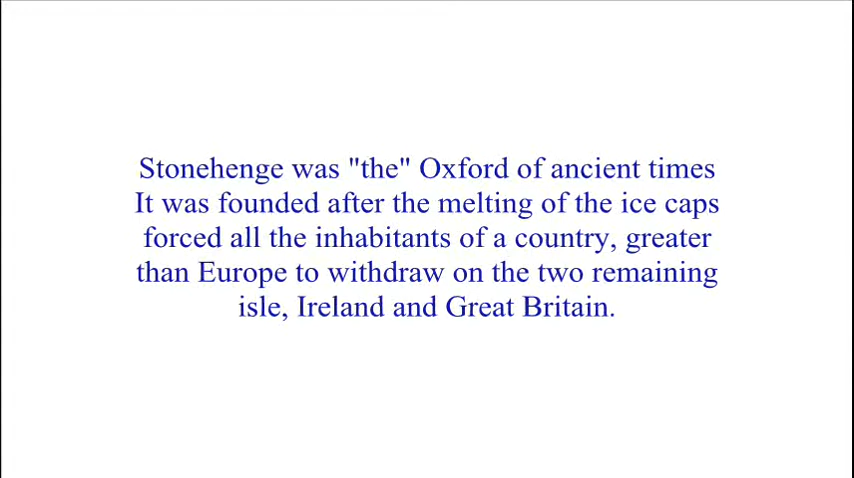 Stonehenge was "the" Oxford of ancient times
It was founded after the melting of the ice caps
forced all the inhabitants of a country, greater
than Europe to withdraw on the two remaining
isle, Ireland and Great Britain.